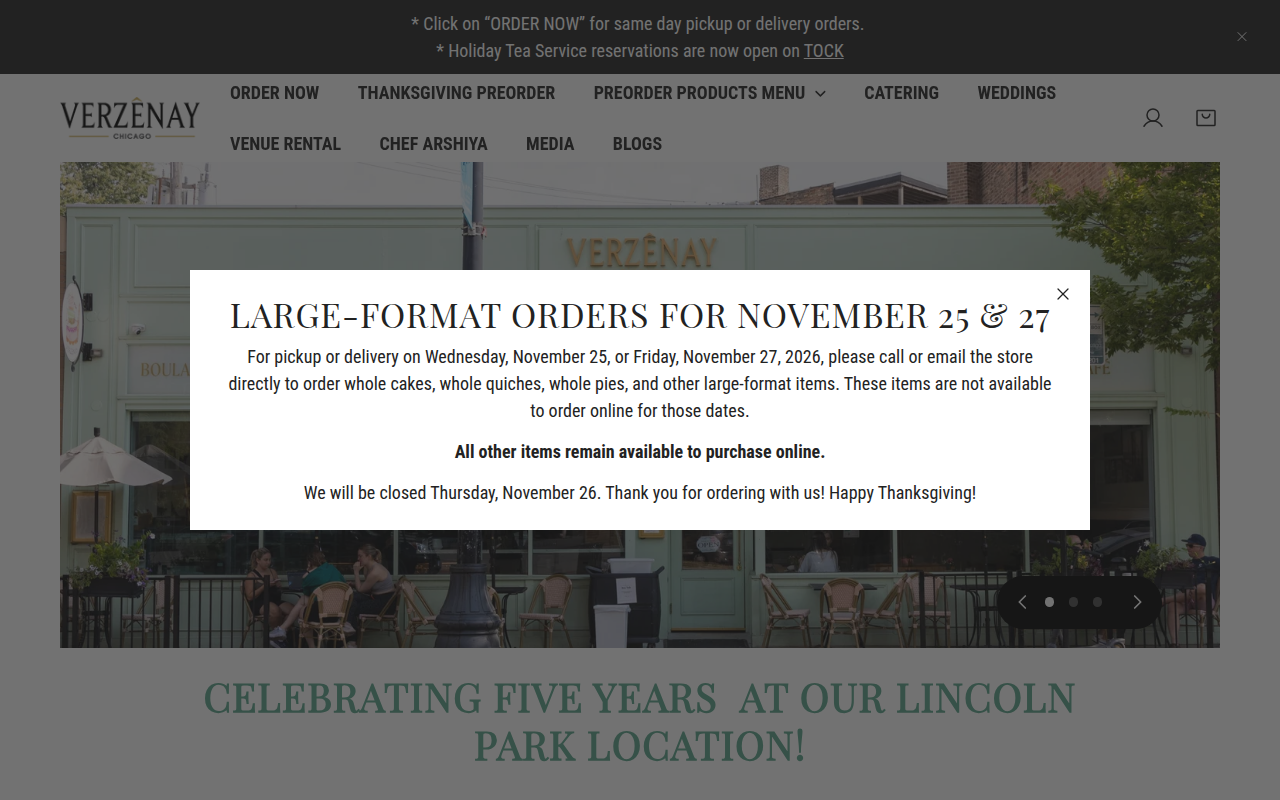 * Click on “ORDER NOW” for same day pickup or delivery orders.
* Holiday Tea Service reservations are now open on TOCK
VERZÊNAY
CHICAGO
ORDER NOW THANKSGIVING PREORDER PREORDER PRODUCTS MENU CATERING WEDDINGS
VENUE RENTAL CHEF ARSHIYA MEDIA BLOGS
VERZÊNAY
LARGE-FORMAT ORDERS FOR NOVEMBER 25 & 27
For pickup or delivery on Wednesday, November 25, or Friday, November 27, 2026, please call or email the store
directly to order whole cakes, whole quiches, whole pies, and other large-format items. These items are not available
to order online for those dates.
All other items remain available to purchase online.
We will be closed Thursday, November 26. Thank you for ordering with us! Happy Thanksgiving!
CELEBRATING FIVE YEARS AT OUR LINCOLN
PARK LOCATION!